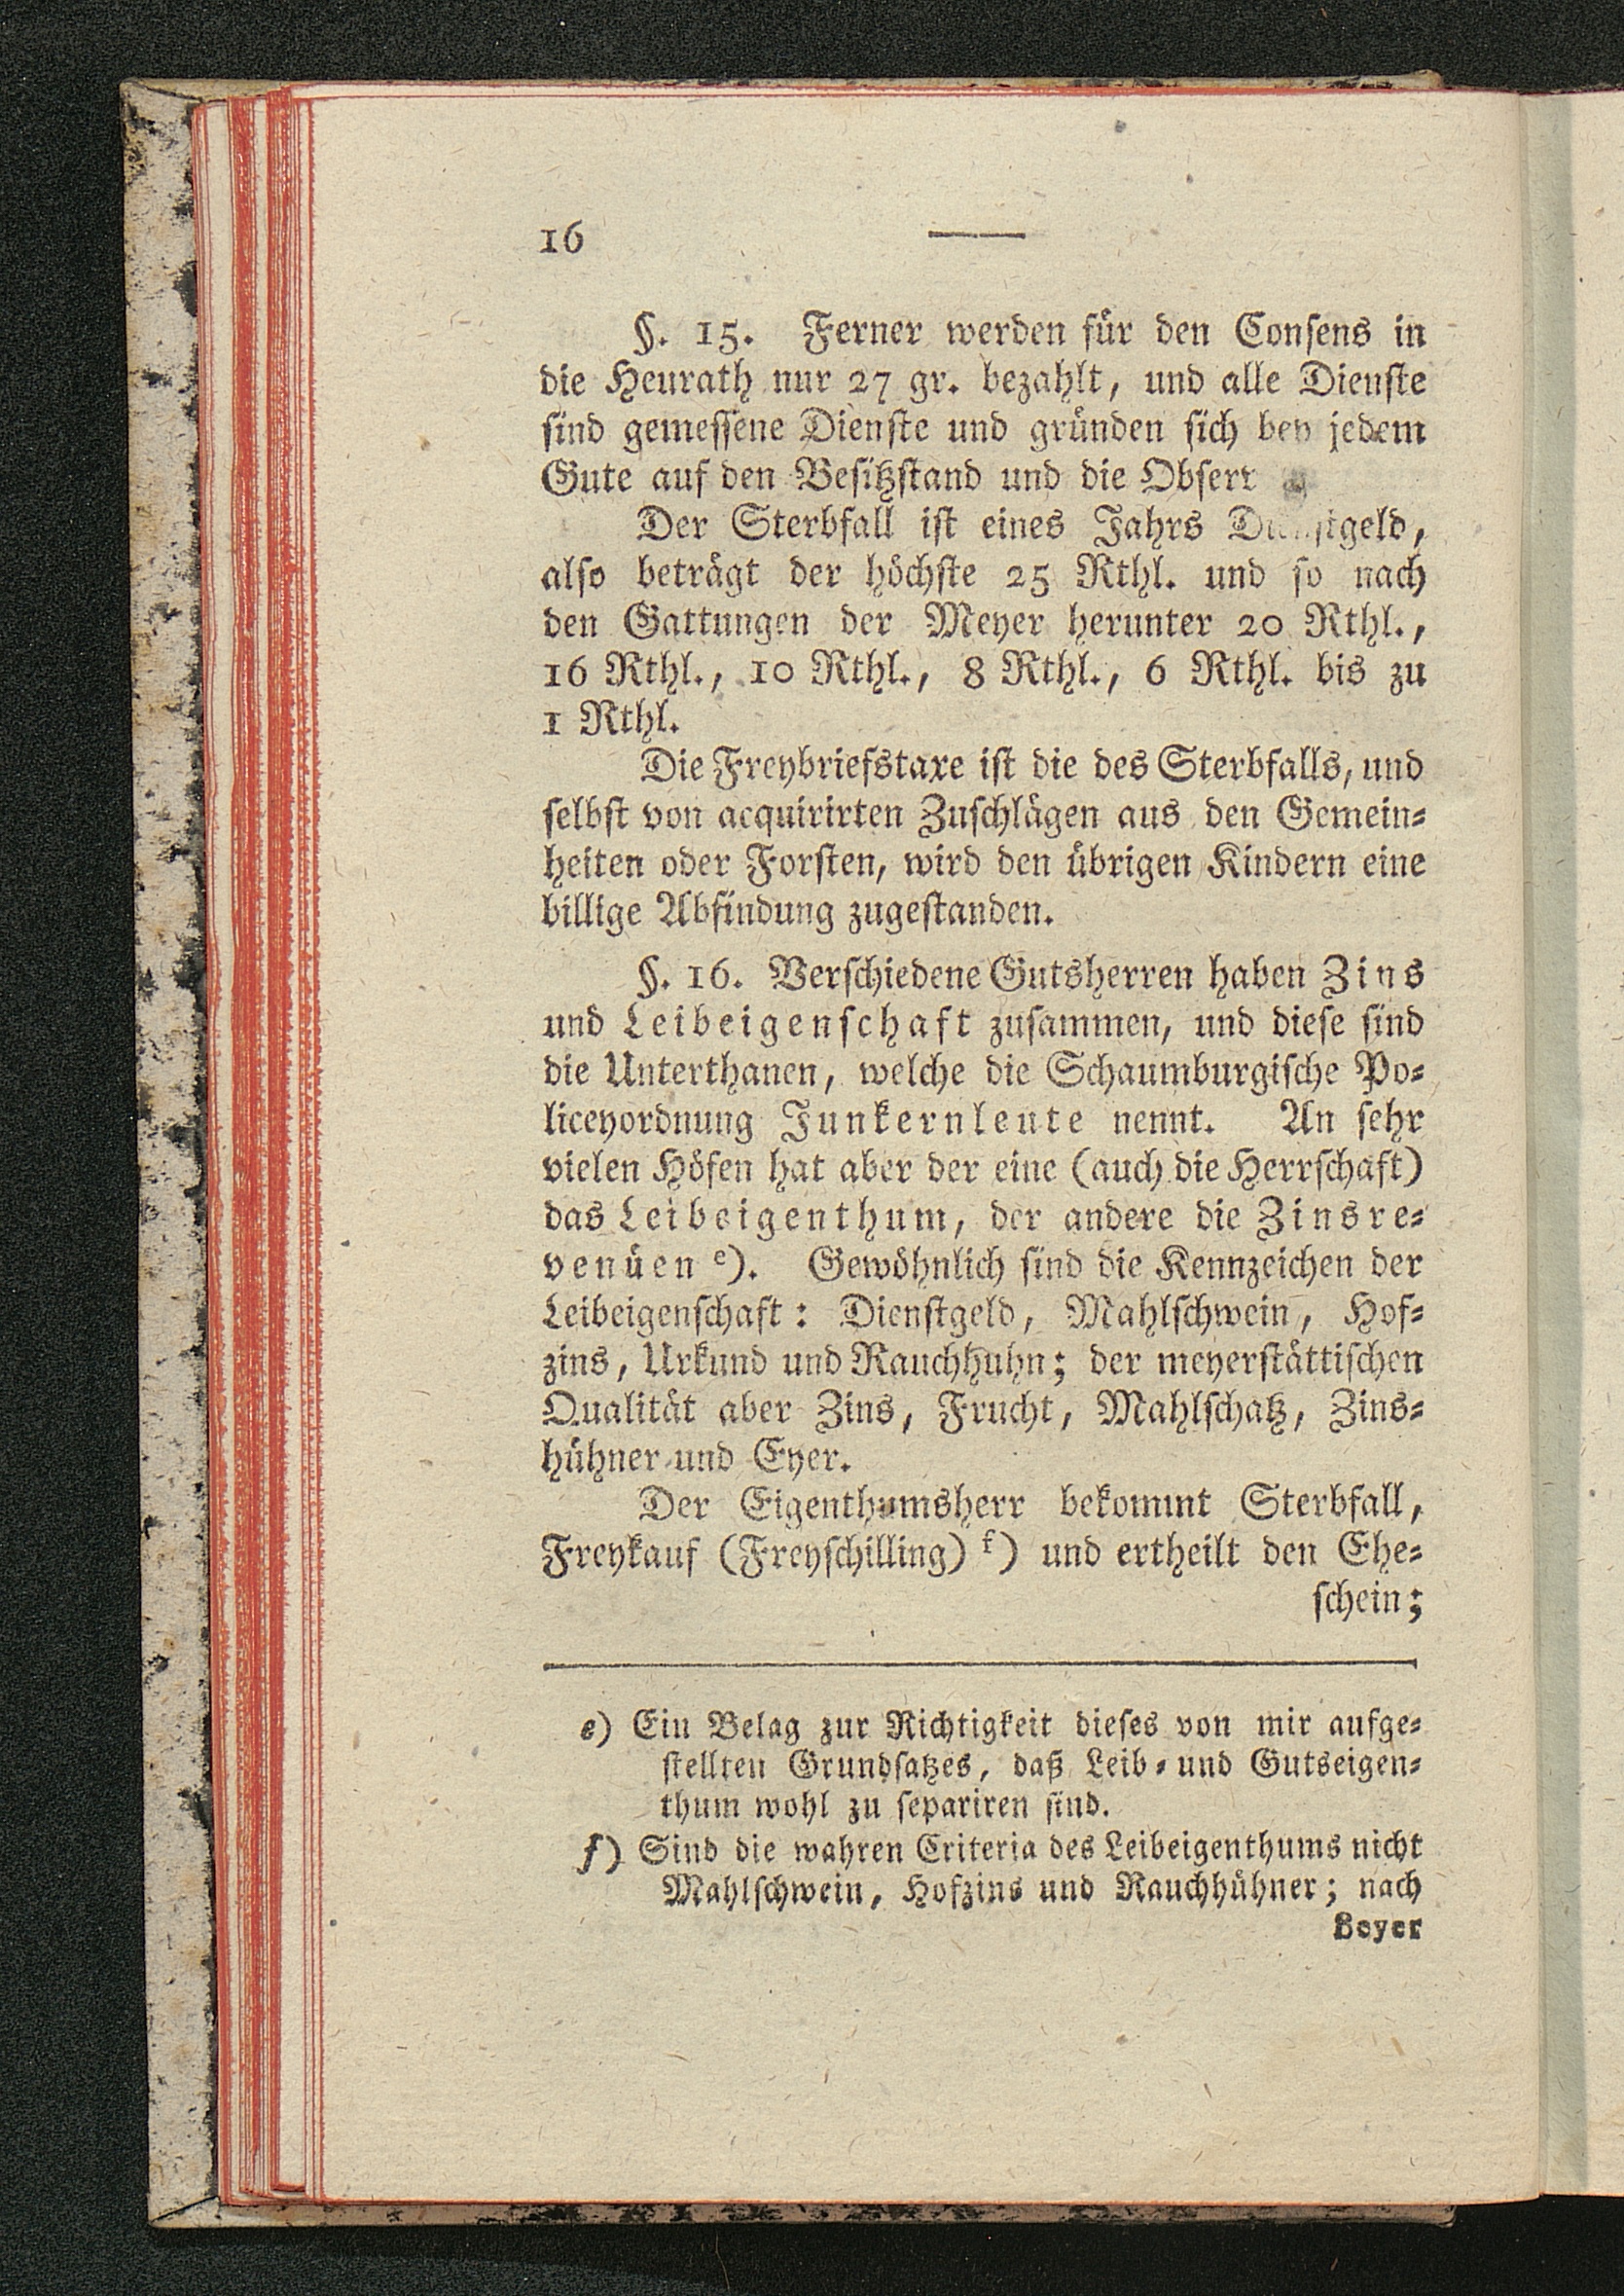 16
§. 15. Ferner werden für den Consens in
die Heurath nur 27 gr. bezahlt, und alle Dienste
sind gemessene Dienste und gründen sich bey jedem
Gute auf den Besitzstand und die
Der Sterbfall ist eines Jahrs Dienstgeld,
also beträgt der höchste 25 Rthl. und so nach
den Gattungen der Meyer herunter 20 Rthl.,
16 Rthl., 10 Rthl., 8 Rthl., 6 Rthl. bis zu
1 Rthl.
Die Freybriefstaxe ist die des Sterbfalls, und
selbst von acquirirten Zuschlägen aus den Gemein-
heiten oder Forsten, wird den übrigen Kindern eine
billige Abfindung zugestanden.
§. 16. Verschiedene Gutsherren haben Zins
und Leibeigenschaft zusammen, und diese sind
die Unterthanen, welche die Schaumburgische Po-
liceyordnung Junkernleute nennt. An sehr
vielen Höfen hat aber der eine (auch die Herrschaft)
das Leibeigenthum, der andere die Zinsre-
venüen e). Gewöhnlich sind die Kennzeichen der
Leibeigenschaft: Dienstgeld, Mahlschwein, Hof-
zins, Urkund und Rauchhuhn; der meyerstättischen
Qualität aber Zins, Frucht, Mahlschatz, Zins-
hühner und Eyer.
Der Eigenthumsherr bekommt Sterbfall,
Freykauf (Freyschilling) f) und ertheilt den Ehe-
schein;
e) Ein Belag zur Richtigkeit dieses von mir aufge-
stellten Grundsatzes, daß Leib- und Gutseigen-
thum wohl zu separiren sind.
f) Sind die wahren Criteria des Leibeigenthums nicht
Mahlschwein, Hofzins und Rauchhühner; nach
Beyer